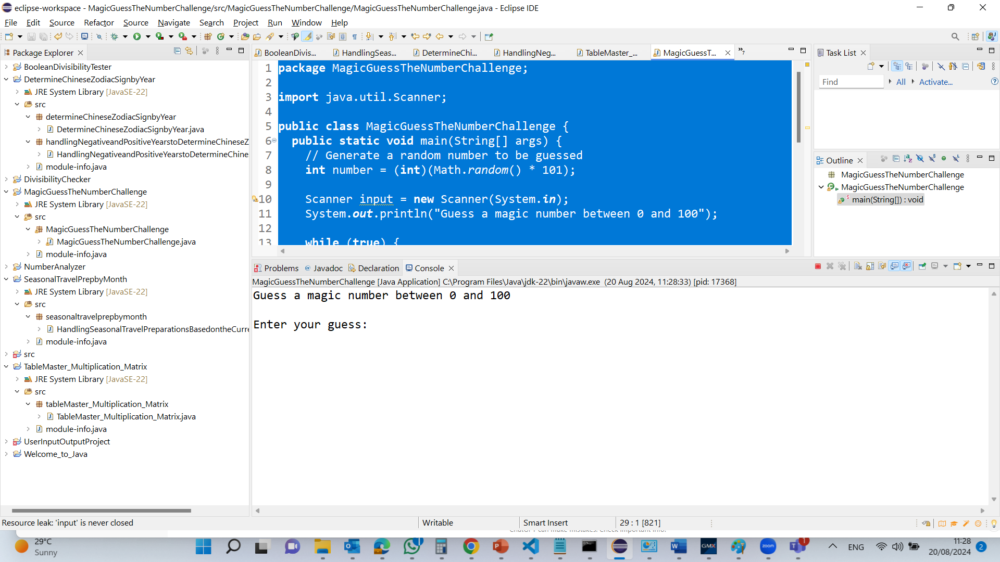 eclipse-workspace - MagicGuessTheNumberChallenge/src/MagicGuessTheNumberChallenge/MagicGuessTheNumberChallenge.java - Eclipse IDE
File Edit Source Refactor Source Navigate Search Project Run Window Help
Package Explorer
BooleanDivisibilityTester
DetermineChineseZodiacSignbyYear
JRE System Library [JavaSE-22]
src
determineChineseZodiacSignbyYear
DetermineChineseZodiacSignbyYear.java
handlingNegativeandPositiveYearstoDetermineChineseZ
HandlingNegativeandPositiveYearstoDetermineChine
module-info.java
DivisibilityChecker
MagicGuessTheNumberChallenge
JRE System Library [JavaSE-22]
src
MagicGuessTheNumberChallenge
MagicGuessTheNumberChallenge.java
module-info.java
NumberAnalyzer
SeasonalTravelPrepbyMonth
JRE System Library [JavaSE-22]
src
seasonaltravelprepbymonth
HandlingSeasonalTravelPreparationsBasedontheCurre
module-info.java
src
TableMaster_Multiplication_Matrix
JRE System Library [JavaSE-22]
src
tableMaster_Multiplication_Matrix
TableMaster_Multiplication_Matrix.java
module-info.java
UserInputOutputProject
Welcome_to_Java
BooleanDivis... HandlingSeas... DetermineChi... HandlingNeg... TableMaster_... MagicGuessT... »7
1 package MagicGuessTheNumberChallenge;
2
3 import java.util.Scanner;
4
5 public class MagicGuessTheNumberChallenge {
6 public static void main(String[] args) {
7 // Generate a random number to be guessed
8 int number = (int)(Math.random() * 101);
9
10 Scanner input = new Scanner(System.in);
11 System.out.println("Guess a magic number between 0 and 100");
12
13 while (true) {
Problems Javadoc Declaration Console
MagicGuessTheNumberChallenge [Java Application] C:\Program Files\Java\jdk-22\bin\javaw.exe (20 Aug 2024, 11:28:33) [pid: 17368]
Guess a magic number between 0 and 100
Enter your guess:
Task List
Find All Activate...
Outline
MagicGuessTheNumberChallenge
MagicGuessTheNumberChallenge
main(String[]) : void
Resource leak: 'input' is never closed
Writable
Smart Insert
29 : 1 [821]
ChatGPT can make mistakes. Check important info.
29°C
Sunny
GMX
zoom
1
ENG
11:28
20/08/2024
2